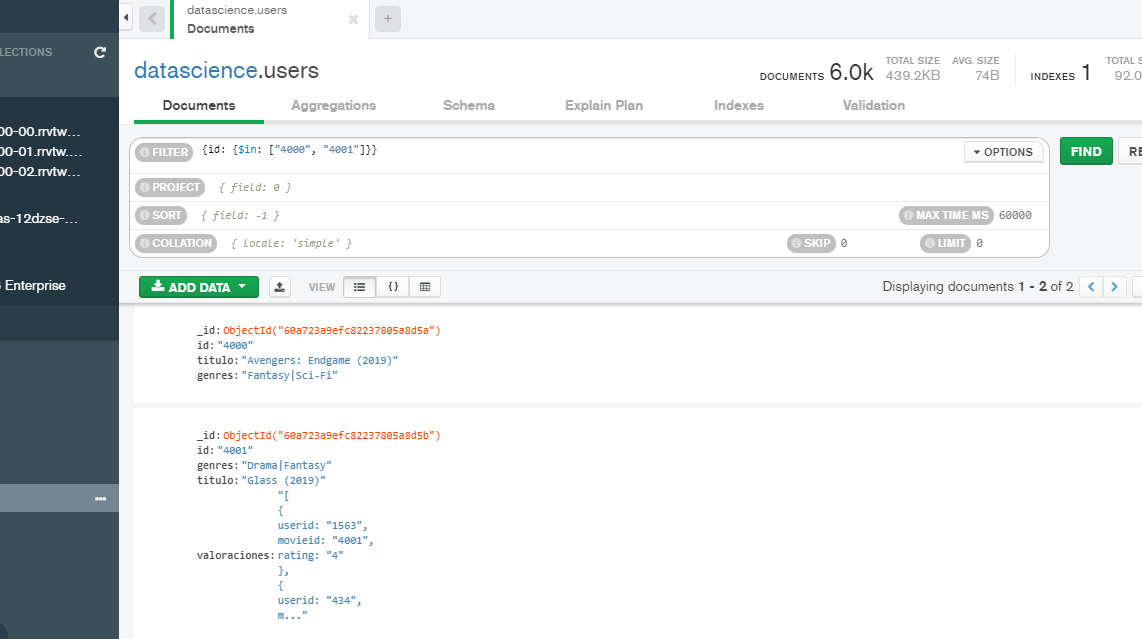 datascience.users
Documents
LECTIONS
datascience.users
DOCUMENTS 6.0k TOTAL SIZE 439.2KB AVG. SIZE 74B INDEXES 1 TOTAL S 92.0
Documents Aggregations Schema Explain Plan Indexes Validation
00-00.rrvtw...
00-01.rrvtw....
00-02.rrvtw...
as-12dzse-...
Enterprise
FILTER {id: {$in: ["4000", "4001"]}} OPTIONS FIND RE
PROJECT { field: 0 }
SORT { field: -1 } MAX TIME MS 60000
COLLATION { locale: 'simple' } SKIP 0 LIMIT 0
ADD DATA VIEW {} Displaying documents 1 - 2 of 2
_id: ObjectId("60a723a9efc82237805a8d5a")
id: "4000"
titulo: "Avengers: Endgame (2019)"
genres: "Fantasy|Sci-Fi"
_id: ObjectId("60a723a9efc82237805a8d5b")
id: "4001"
genres: "Drama|Fantasy"
titulo: "Glass (2019)"
"[
{
userid: "1563",
movieid: "4001",
valoraciones: rating: "4"
},
{
userid: "434",
m..."